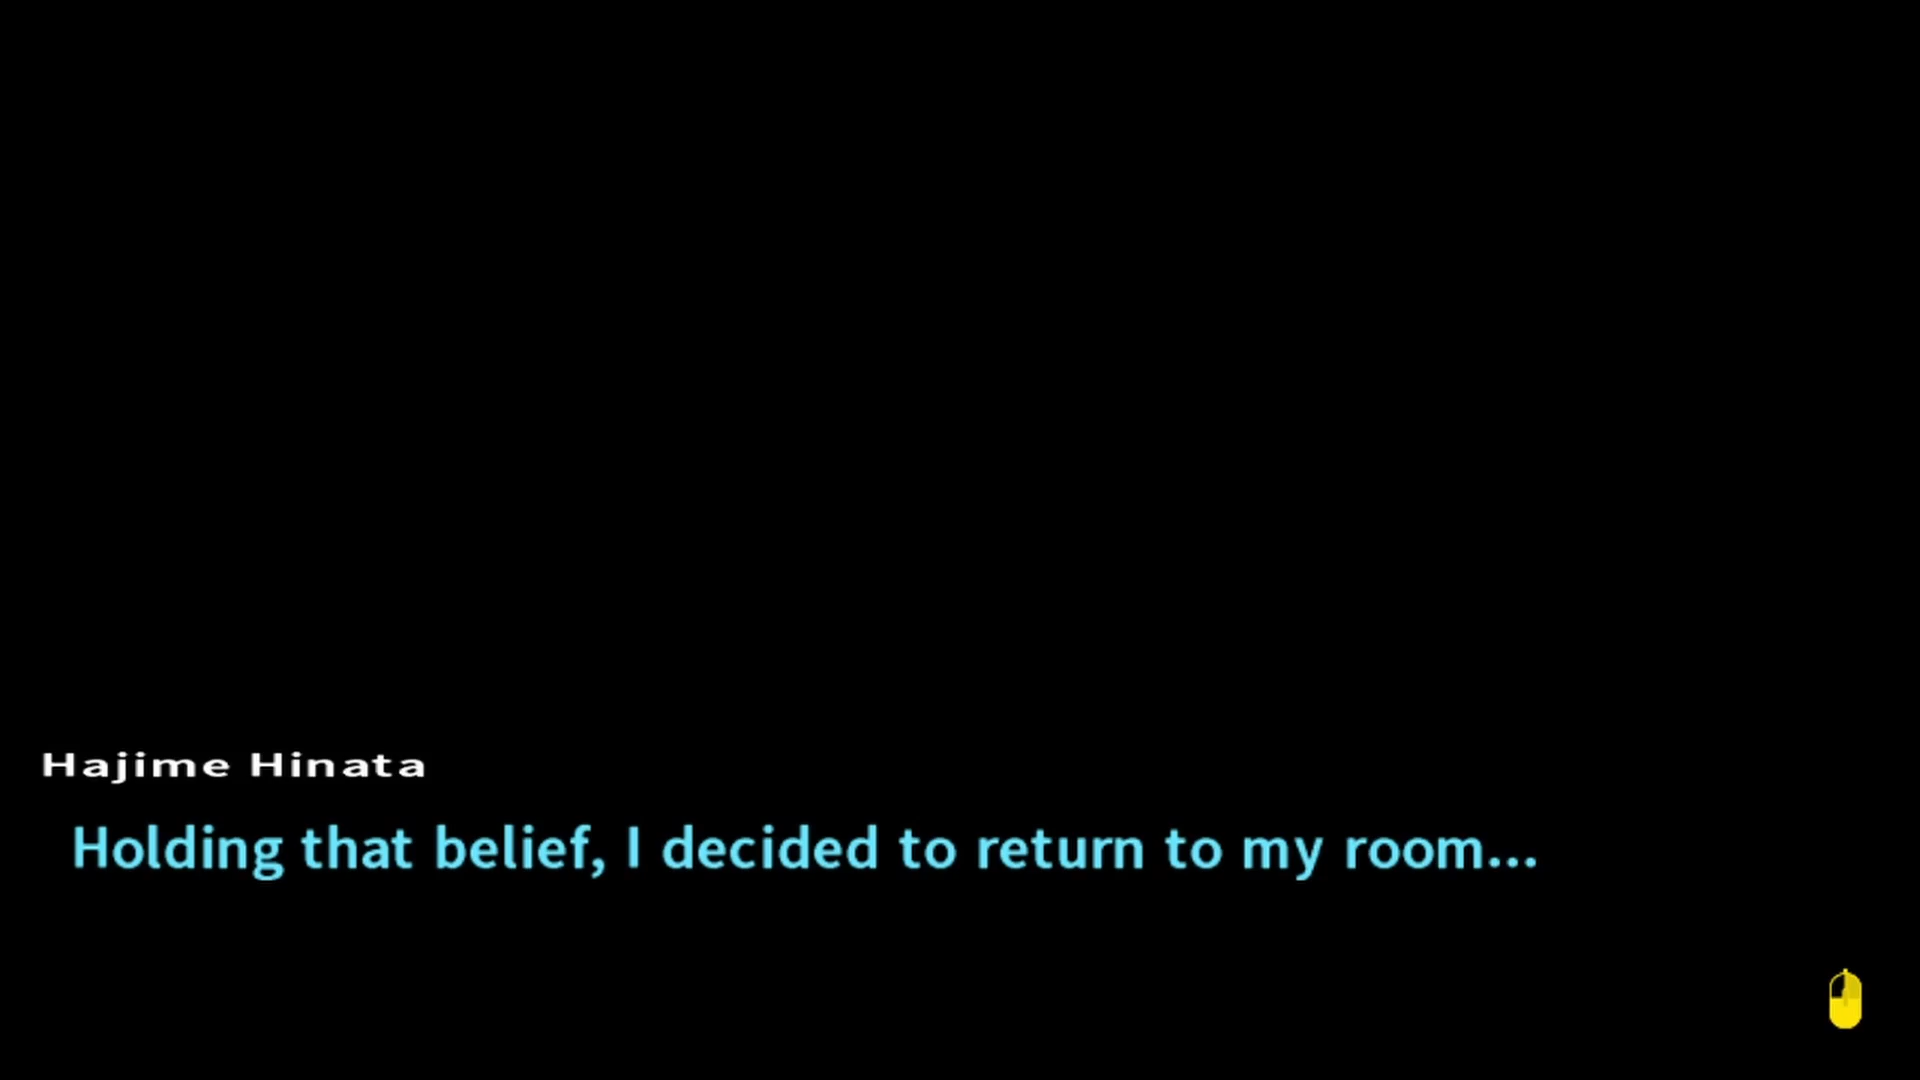 Hajime Hinata
Holding that belief, I decided to return to my room...